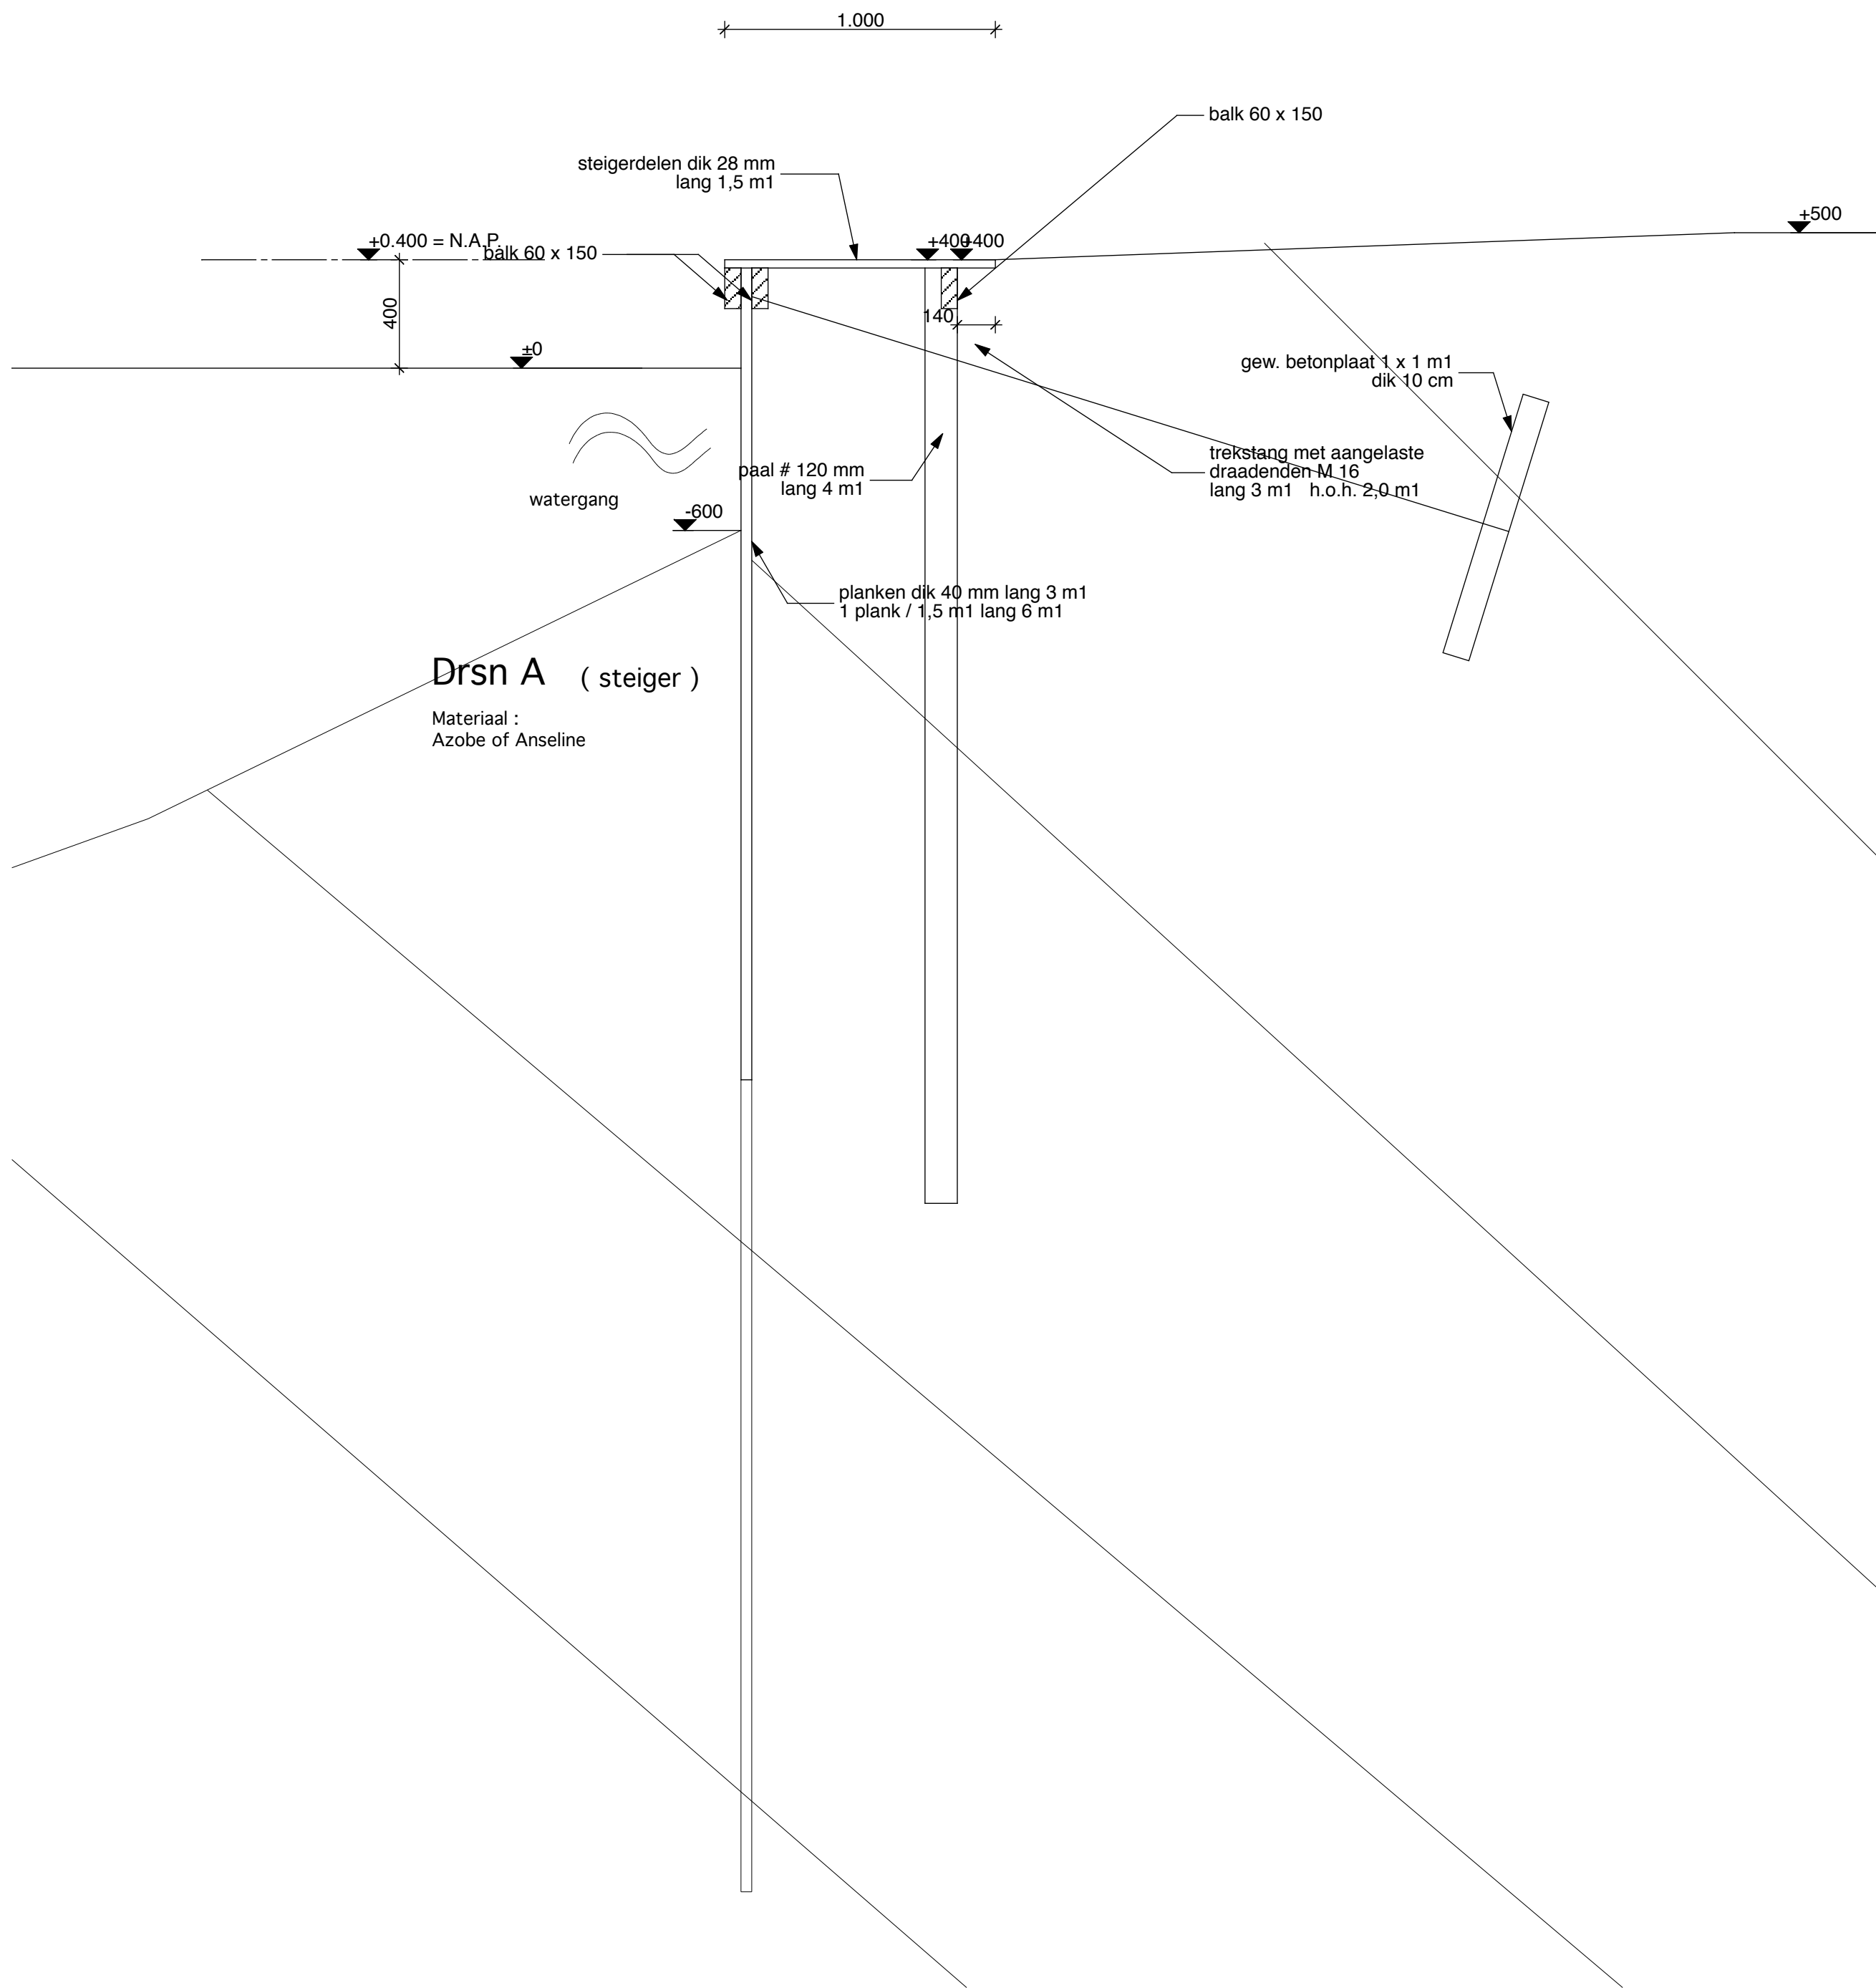 1.000
balk 60 x 150
steigerdelen dik 28 mm
lang 1,5 m1
+500
+0.400 = N.A.P.
balk 60 x 150
+400
+400
400
140
±0
gew. betonplaat 1 x 1 m1
dik 10 cm
trekstang met aangelaste
draadenden M 16
lang 3 m1 h.o.h. 2,0 m1
paal # 120 mm
lang 4 m1
watergang
-600
planken dik 40 mm lang 3 m1
1 plank / 1,5 m1 lang 6 m1
Drsn A ( steiger )
Materiaal :
Azobe of Anseline